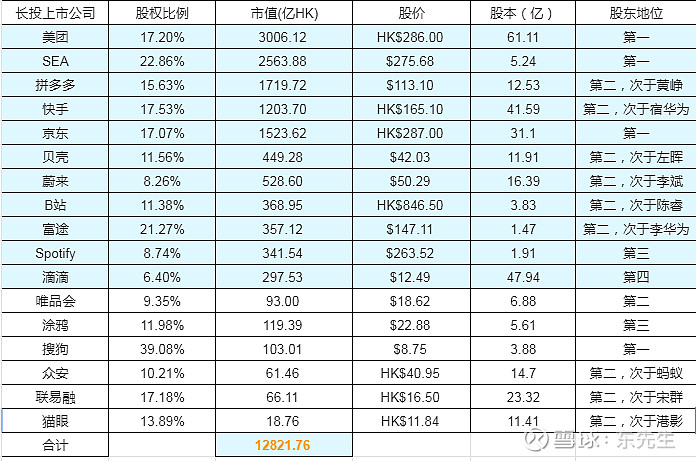 长投上市公司 股权比例 市值(亿HK) 股价 股本（亿） 股东地位
美团 17.20% 3006.12 HK$286.00 61.11 第一
SEA 22.86% 2563.88 $275.68 5.24 第一
拼多多 15.63% 1719.72 $113.10 12.53 第二，次于黄峥
快手 17.53% 1203.70 HK$165.10 41.59 第二，次于宿华为
京东 17.07% 1523.62 HK$287.00 31.1 第一
贝壳 11.56% 449.28 $42.03 11.91 第二，次于左晖
蔚来 8.26% 528.60 $50.29 16.39 第二，次于李斌
B站 11.38% 368.95 HK$846.50 3.83 第二，次于陈睿
富途 21.27% 357.12 $147.11 1.47 第二，次于李华为
Spotify 8.74% 341.54 $263.52 1.91 第三
滴滴 6.40% 297.53 $12.49 47.94 第四
唯品会 9.35% 93.00 $18.62 6.88 第二
涂鸦 11.98% 119.39 $22.88 5.61 第三
搜狗 39.08% 103.01 $8.75 3.88 第一
众安 10.21% 61.46 HK$40.95 14.7 第二，次于蚂蚁
联易融 17.18% 66.11 HK$16.50 23.32 第二，次于宋群
猫眼 13.89% 18.76 HK$11.84 11.41 第二，次于港影
合计 12821.76
雪球：东先生